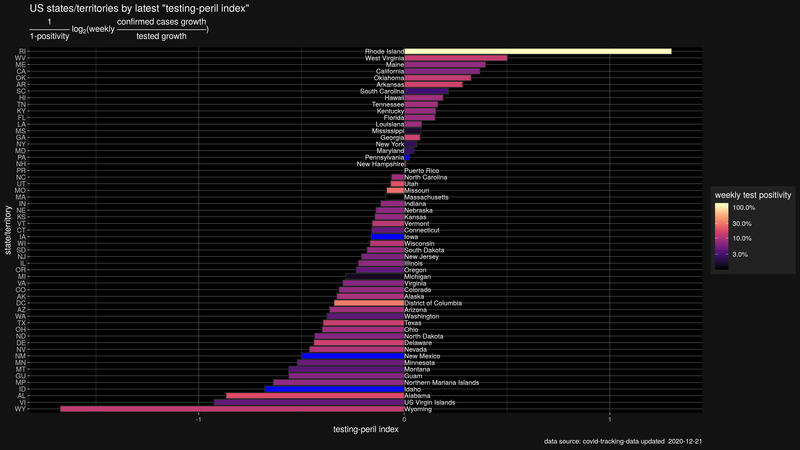 US states/territories by latest "testing-peril index"
1 confirmed cases growth
log2(weekly )
1-positivity tested growth
RI Rhode Island
WV West Virginia
ME Maine
CA California
OK Oklahoma
AR Arkansas
SC South Carolina
HI Hawaii
TN Tennessee
KY Kentucky
FL Florida
LA Louisiana
MS Mississippi
GA Georgia
NY New York
MD Maryland
PA Pennsylvania
NH New Hampshire
PR Puerto Rico
NC North Carolina
UT Utah
MO Missouri
MA Massachusetts
IN Indiana
NE Nebraska
KS Kansas
VT Vermont
CT Connecticut
IA Iowa
WI Wisconsin
SD South Dakota
NJ New Jersey
IL Illinois
OR Oregon
MI Michigan
VA Virginia
CO Colorado
AK Alaska
DC District of Columbia
AZ Arizona
WA Washington
TX Texas
OH Ohio
ND North Dakota
DE Delaware
NV Nevada
NM New Mexico
MN Minnesota
MT Montana
GU Guam
MP Northern Mariana Islands
ID Idaho
AL Alabama
VI US Virgin Islands
WY Wyoming
state/territory
-1 0 1
testing-peril index
weekly test positivity
100.0%
30.0%
10.0%
3.0%
data source: covid-tracking-data updated 2020-12-21